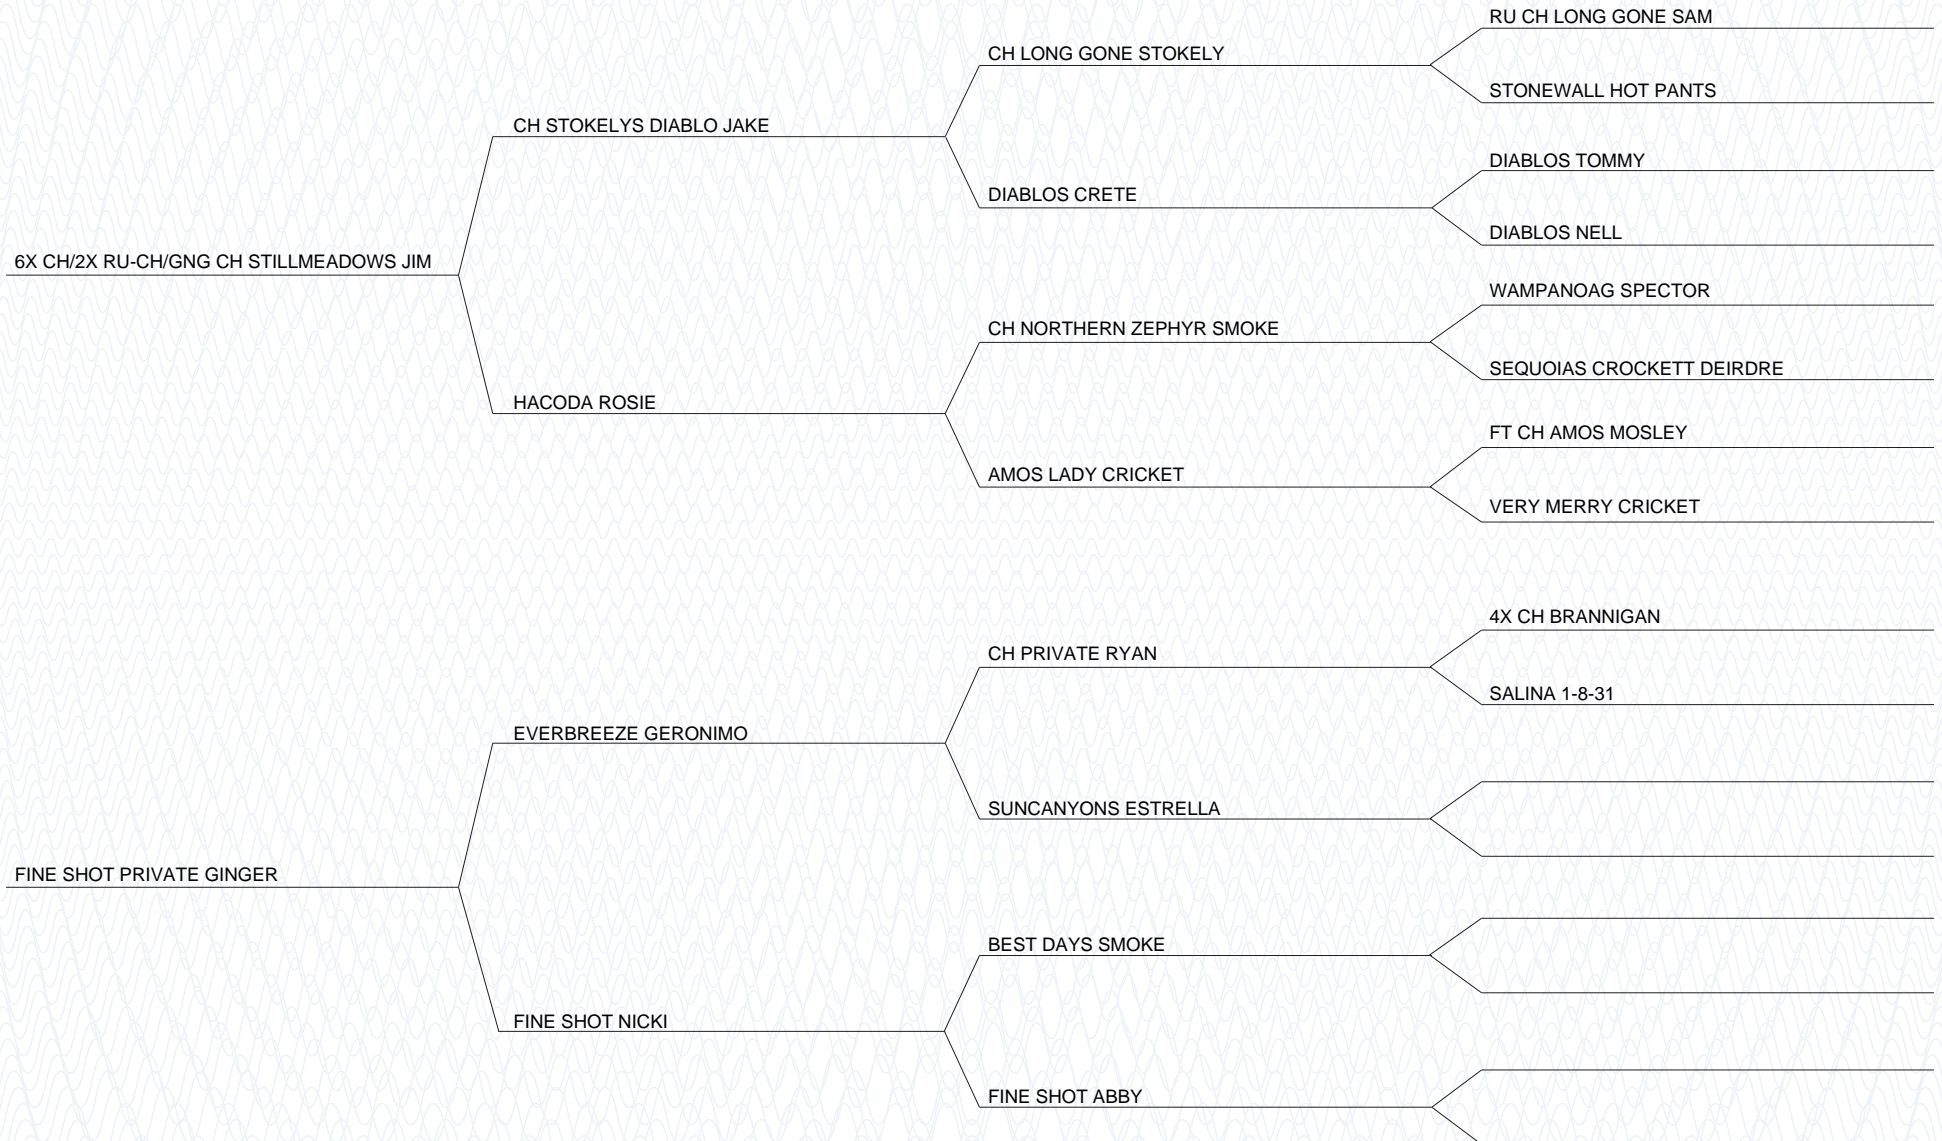 RU CH LONG GONE SAM
CH LONG GONE STOKELY
STONEWALL HOT PANTS
CH STOKELYS DIABLO JAKE
DIABLOS TOMMY
DIABLOS CRETE
DIABLOS NELL
6X CH/2X RU-CH/GNG CH STILLMEADOWS JIM
WAMPANOAG SPECTOR
CH NORTHERN ZEPHYR SMOKE
SEQUOIAS CROCKETT DEIRDRE
HACODA ROSIE
FT CH AMOS MOSLEY
AMOS LADY CRICKET
VERY MERRY CRICKET
4X CH BRANNIGAN
CH PRIVATE RYAN
SALINA 1-8-31
EVERBREEZE GERONIMO
SUNCANYONS ESTRELLA
FINE SHOT PRIVATE GINGER
BEST DAYS SMOKE
FINE SHOT NICKI
FINE SHOT ABBY